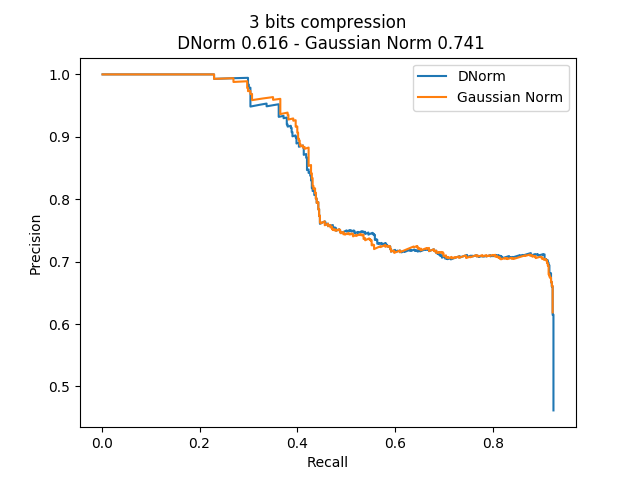 3 bits compression
DNorm 0.616 - Gaussian Norm 0.741
DNorm
Gaussian Norm
1.0
0.9
0.8
0.7
0.6
0.5
Precision
0.0 0.2 0.4 0.6 0.8
Recall